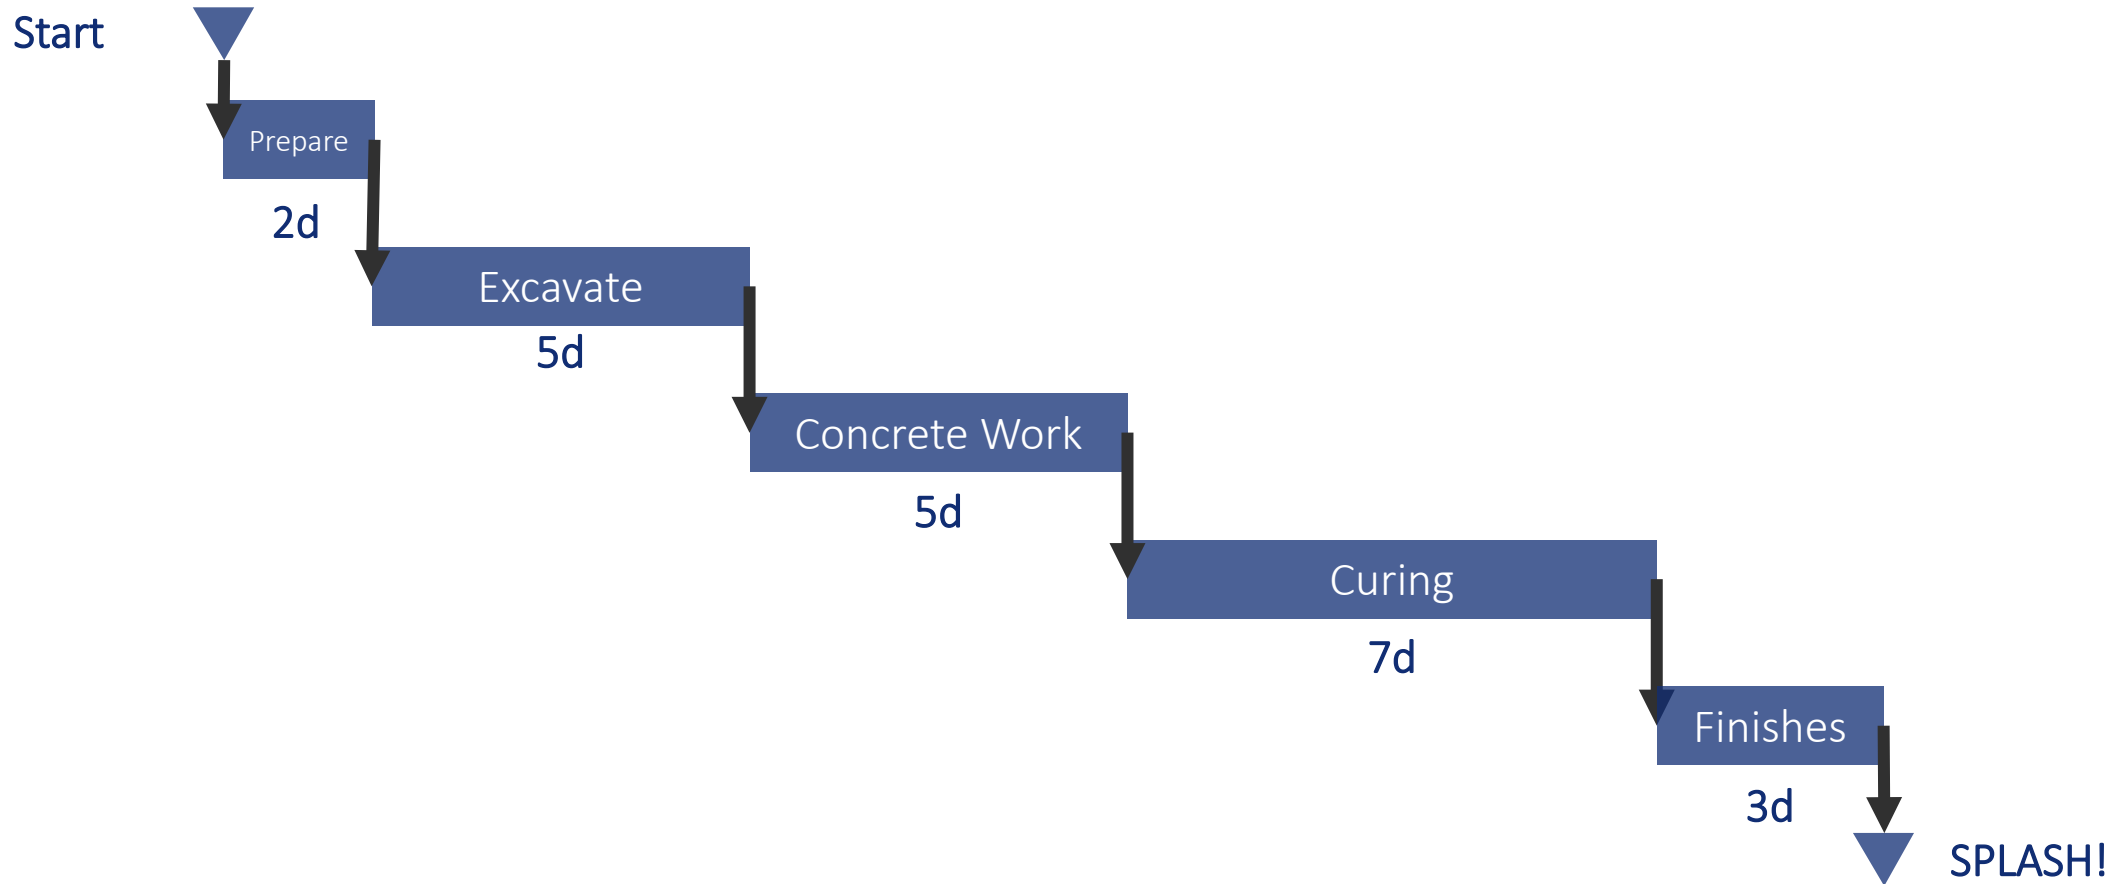 Start
Prepare
2d
Excavate
5d
Concrete Work
5d
Curing
7d
Finishes
3d
SPLASH!